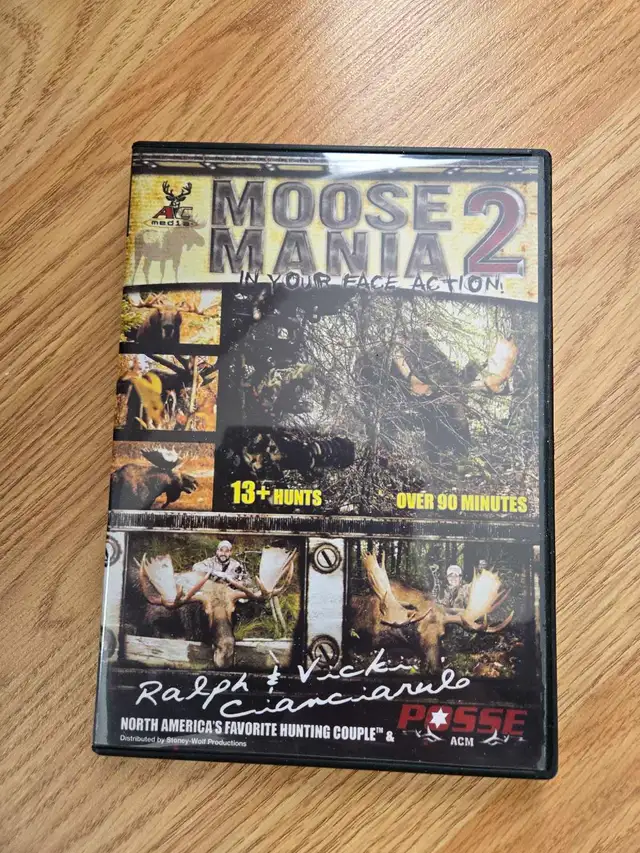 AC
media
MOOSE
MANIA 2
IN YOUR FACE ACTION!
13+ HUNTS
OVER 90 MINUTES
Ralph & Vicki
Cianciarulo
NORTH AMERICA'S FAVORITE HUNTING COUPLE™ &
POSSE
ACM
Distributed by Stoney-Wolf Productions